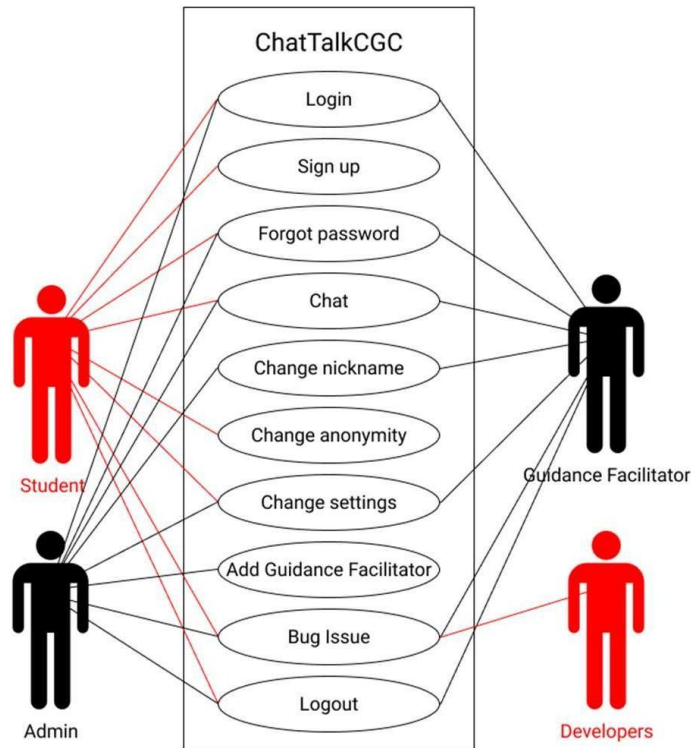 ChatTalkCGC
Login
Sign up
Forgot password
Chat
Change nickname
Change anonymity
Student
Change settings
Guidance Facilitator
Add Guidance Facilitator
Bug Issue
Logout
Admin
Developers